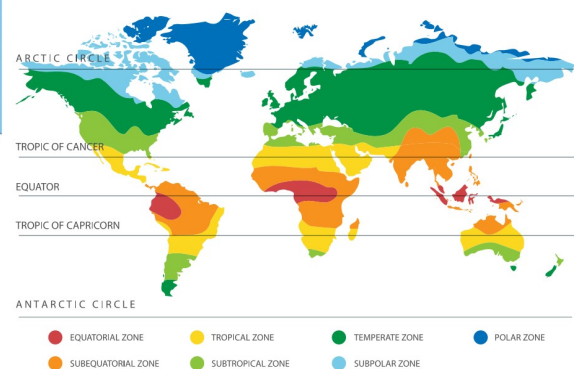 ARCTIC CIRCLE
TROPIC OF CANCER
EQUATOR
TROPIC OF CAPRICORN
ANTARCTIC CIRCLE
EQUATORIAL ZONE TROPICAL ZONE TEMPERATE ZONE POLAR ZONE
SUBEQUATORIAL ZONE SUBTROPICAL ZONE SUBPOLAR ZONE